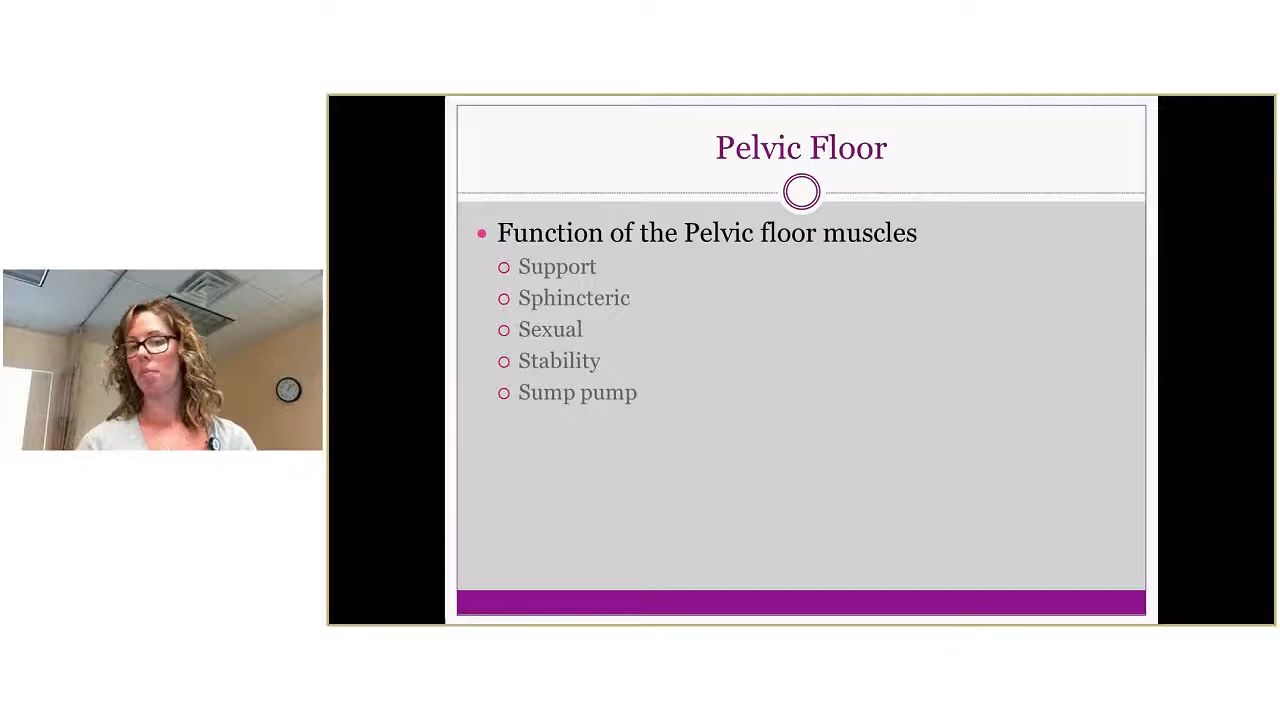 Pelvic Floor
Function of the Pelvic floor muscles
Support
Sphincteric
Sexual
Stability
Sump pump